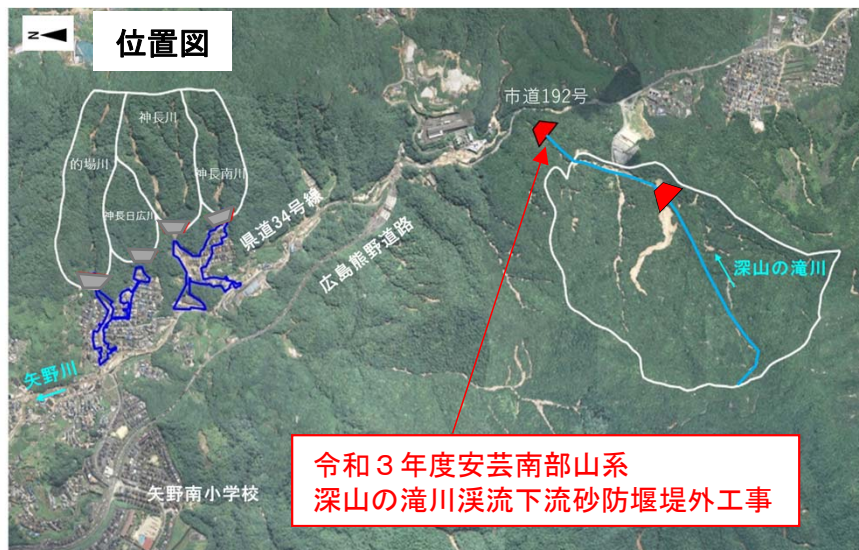 N
位置図
市道192号
神長川
的場川
神長南川
神長日広川
県道34号線
広島熊野道路
深山の滝川
矢野川
矢野南小学校
令和３年度安芸南部山系
深山の滝川渓流下流砂防堰堤外工事